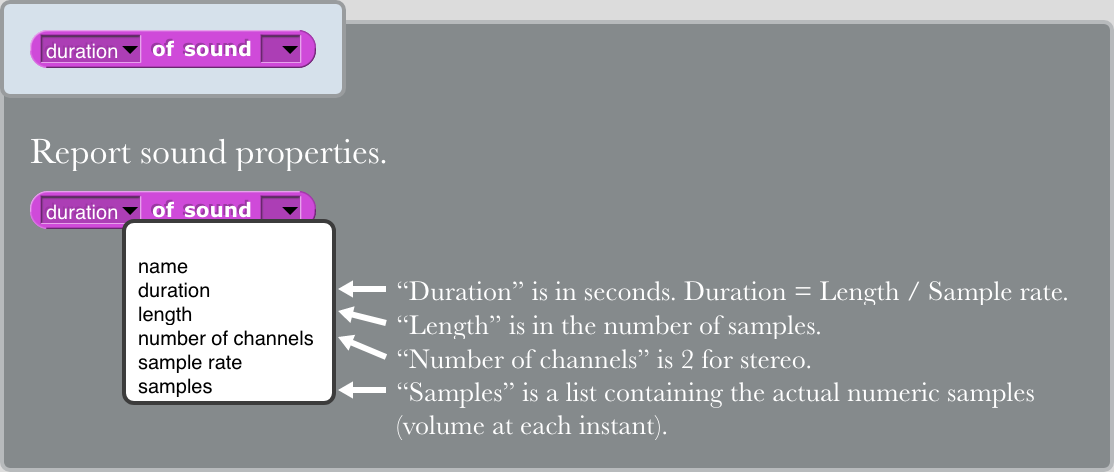 duration of sound
Report sound properties.
duration of sound
name
duration
length
number of channels
sample rate
samples
“Duration” is in seconds. Duration = Length / Sample rate.
“Length” is in the number of samples.
“Number of channels” is 2 for stereo.
“Samples” is a list containing the actual numeric samples
(volume at each instant).